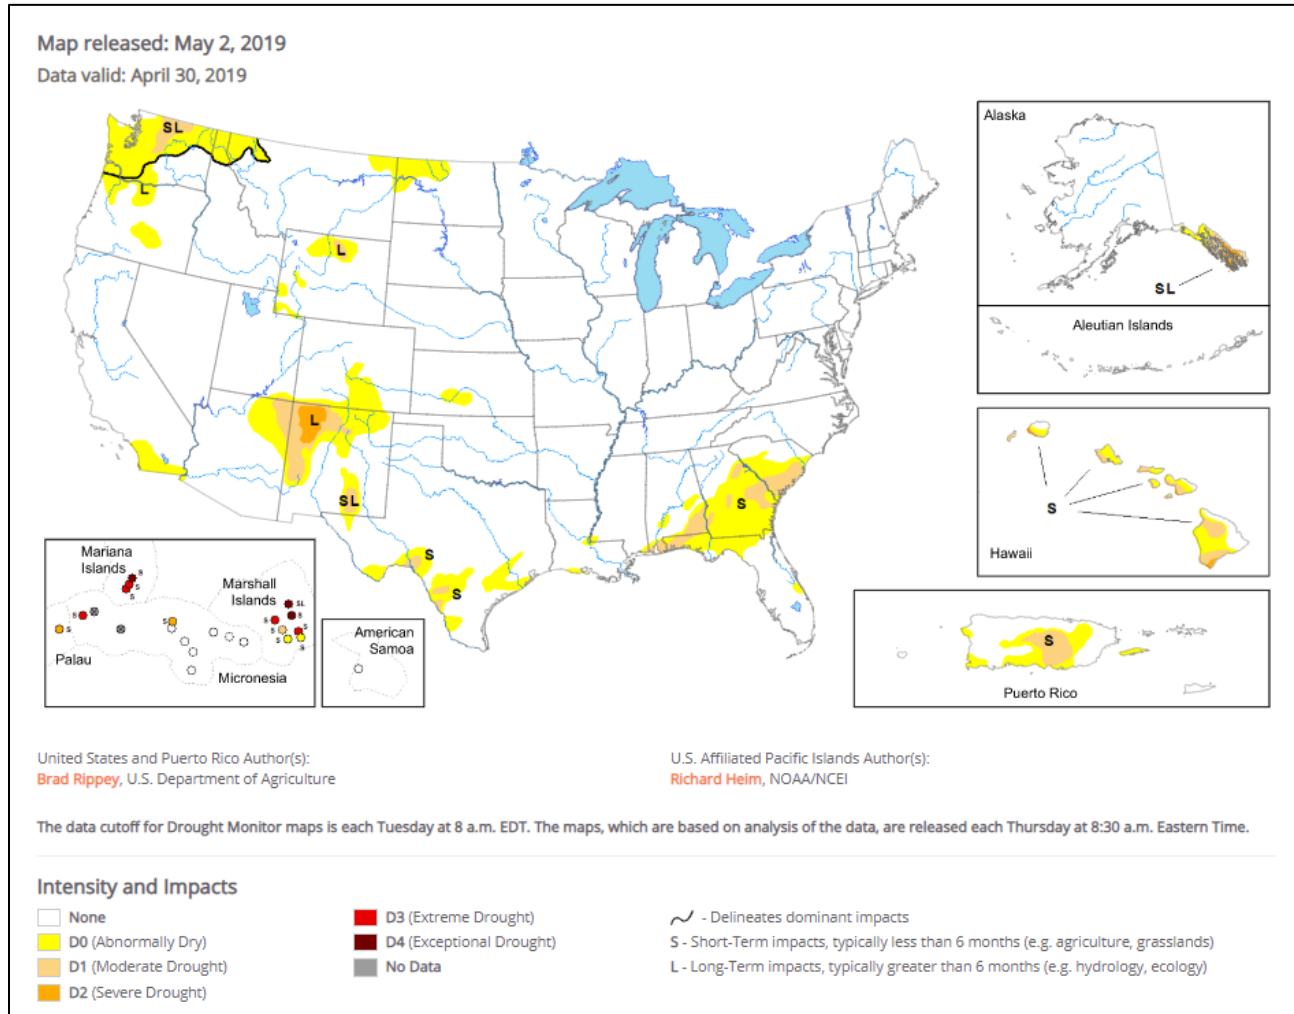 Map released: May 2, 2019
Data valid: April 30, 2019
SL
L
L
L
SL
S
S
S
Alaska
SL
Aleutian Islands
S
Hawaii
Mariana
Islands
S
S
Marshall
Islands
SL
S
S
S
S
S
S
S
S
Palau
Micronesia
American
Samoa
S
Puerto Rico
United States and Puerto Rico Author(s):
Brad Rippey, U.S. Department of Agriculture
U.S. Affiliated Pacific Islands Author(s):
Richard Heim, NOAA/NCEI
The data cutoff for Drought Monitor maps is each Tuesday at 8 a.m. EDT. The maps, which are based on analysis of the data, are released each Thursday at 8:30 a.m. Eastern Time.
Intensity and Impacts
None
D0 (Abnormally Dry)
D1 (Moderate Drought)
D2 (Severe Drought)
D3 (Extreme Drought)
D4 (Exceptional Drought)
No Data
- Delineates dominant impacts
S - Short-Term impacts, typically less than 6 months (e.g. agriculture, grasslands)
L - Long-Term impacts, typically greater than 6 months (e.g. hydrology, ecology)